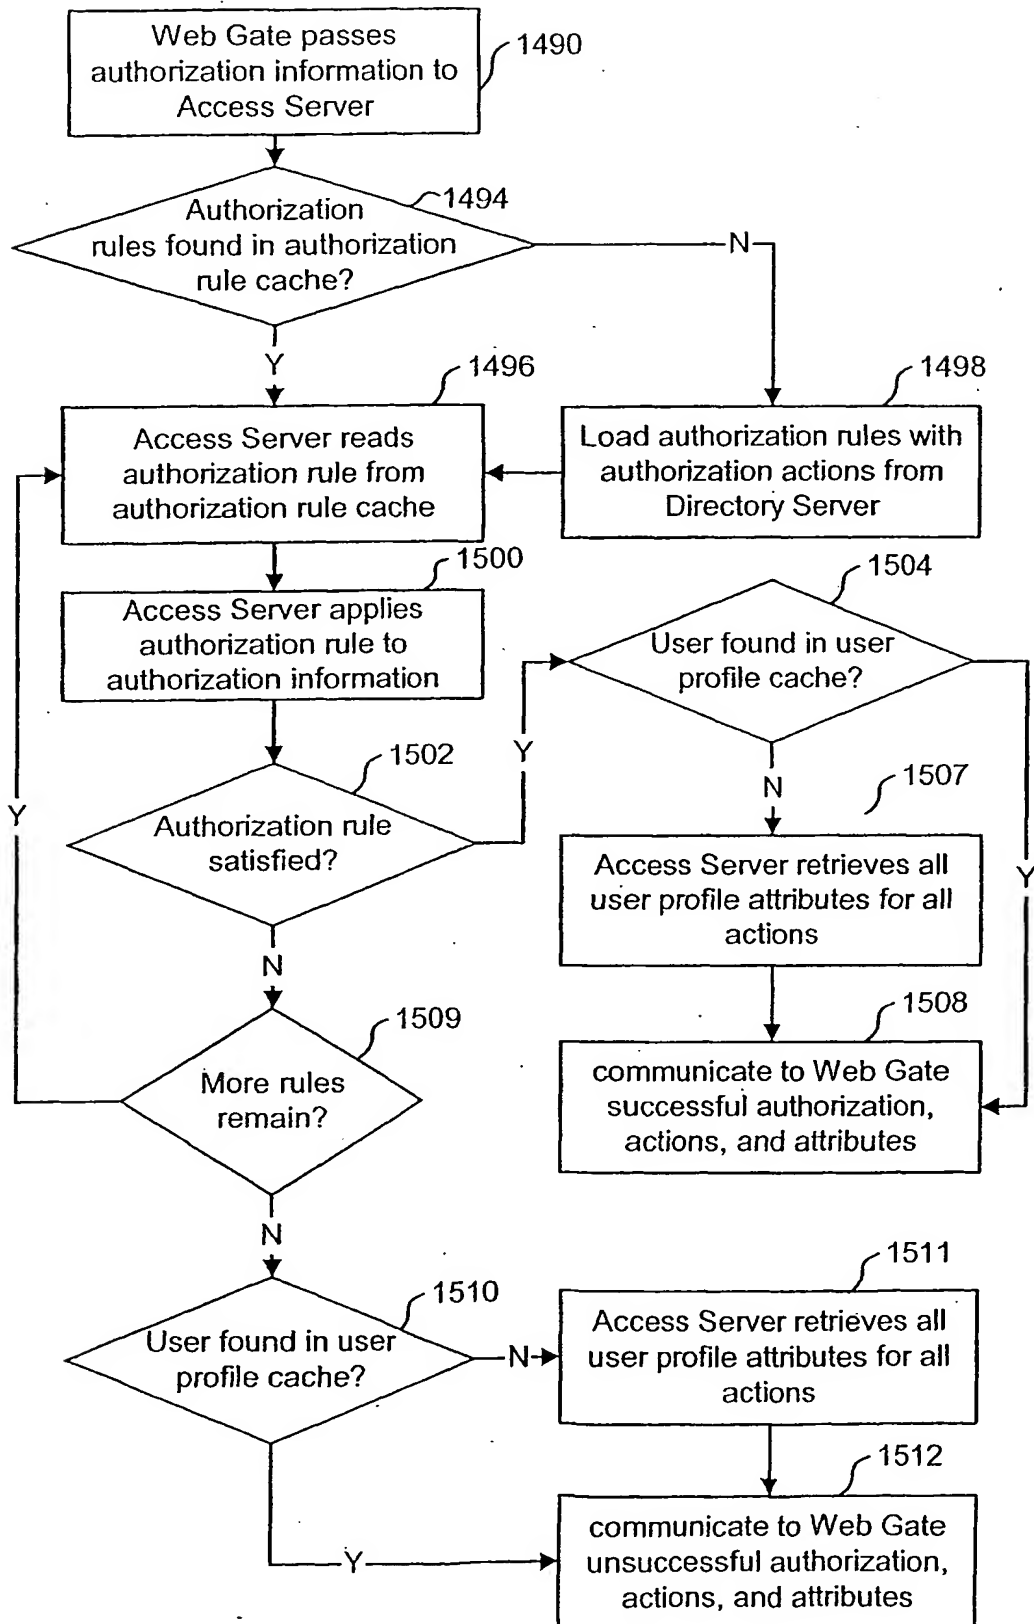 Web Gate passes
authorization information to
Access Server
1490
Authorization
rules found in authorization
rule cache?
1494
N
Y
1496
Access Server reads
authorization rule from
authorization rule cache
1498
Load authorization rules with
authorization actions from
Directory Server
1500
Access Server applies
authorization rule to
authorization information
1504
User found in user
profile cache?
Y
1502
Authorization rule
satisfied?
Y
N
1507
Access Server retrieves all
user profile attributes for all
actions
Y
N
1508
communicate to Web Gate
successful authorization,
actions, and attributes
1509
More rules
remain?
N
1510
User found in user
profile cache?
N
1511
Access Server retrieves all
user profile attributes for all
actions
Y
1512
communicate to Web Gate
unsuccessful authorization,
actions, and attributes